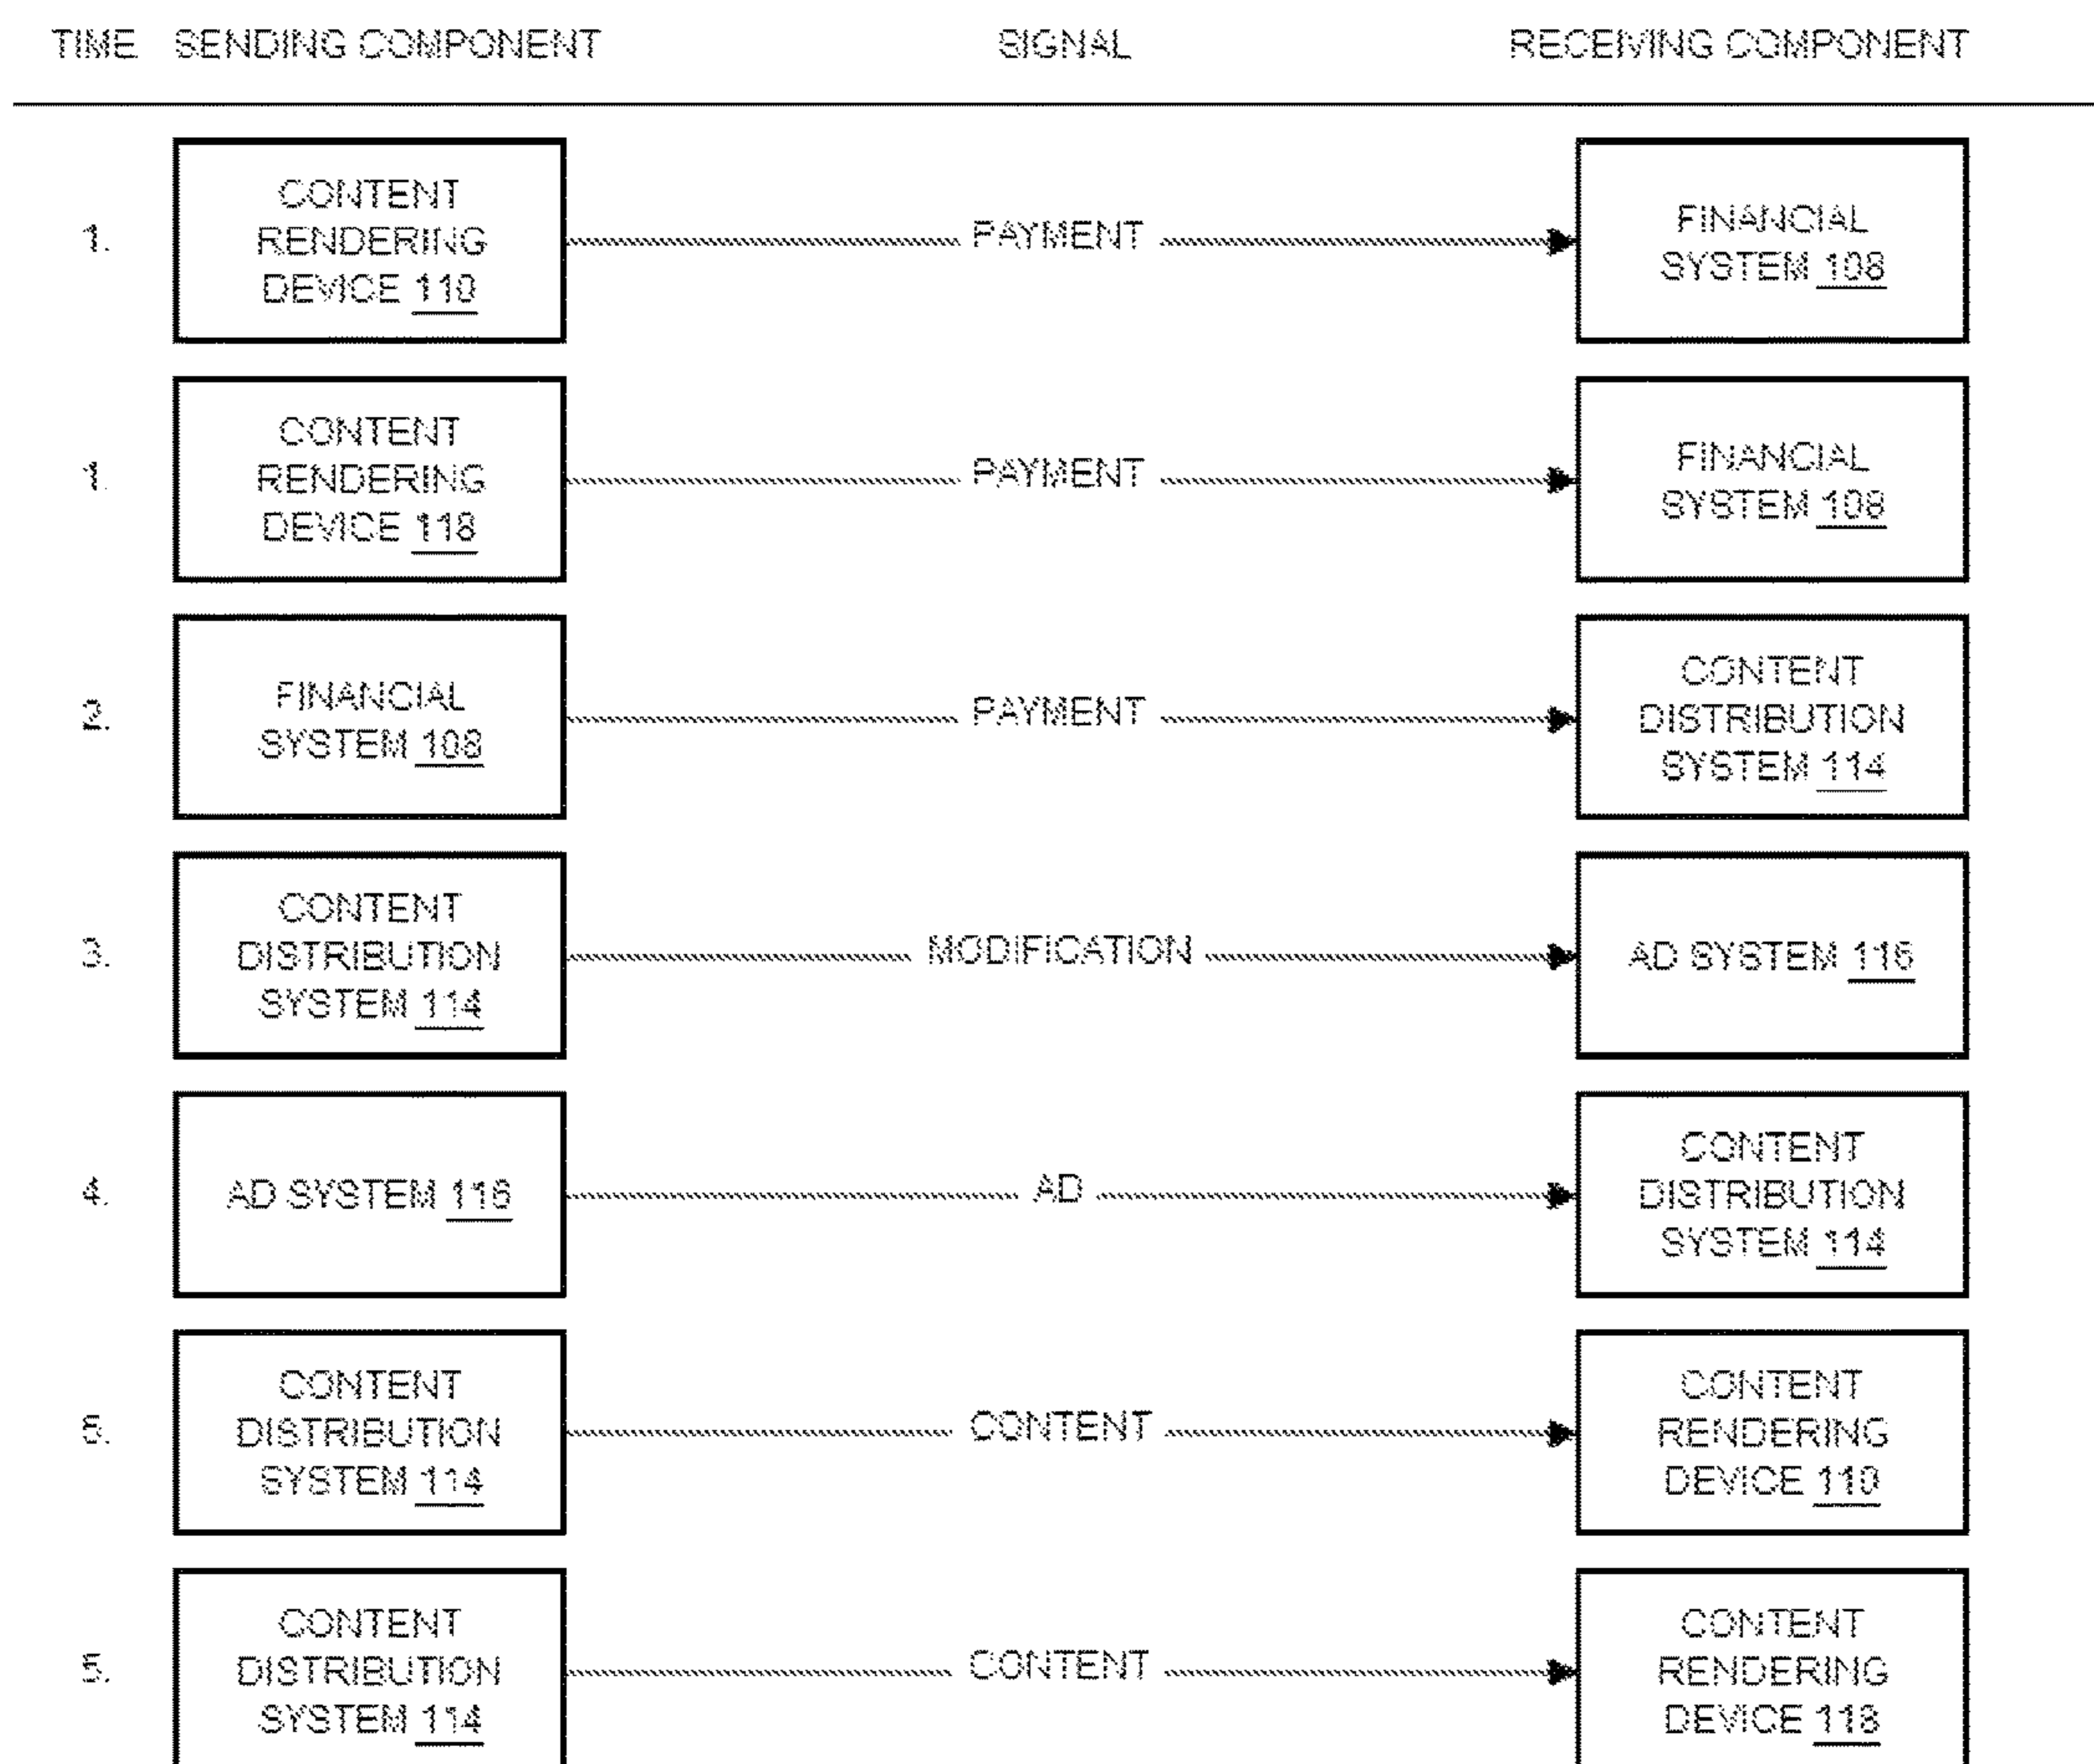 TIME SENDING COMPONENT SIGNAL RECEIVING COMPONENT
1.
CONTENT
RENDERING
DEVICE 110
PAYMENT
FINANCIAL
SYSTEM 108
1.
CONTENT
RENDERING
DEVICE 118
PAYMENT
FINANCIAL
SYSTEM 108
2.
FINANCIAL
SYSTEM 108
PAYMENT
CONTENT
DISTRIBUTION
SYSTEM 114
3.
CONTENT
DISTRIBUTION
SYSTEM 114
MODIFICATION
AD SYSTEM 116
4.
AD SYSTEM 116
AD
CONTENT
DISTRIBUTION
SYSTEM 114
5.
CONTENT
DISTRIBUTION
SYSTEM 114
CONTENT
CONTENT
RENDERING
DEVICE 110
5.
CONTENT
DISTRIBUTION
SYSTEM 114
CONTENT
CONTENT
RENDERING
DEVICE 118